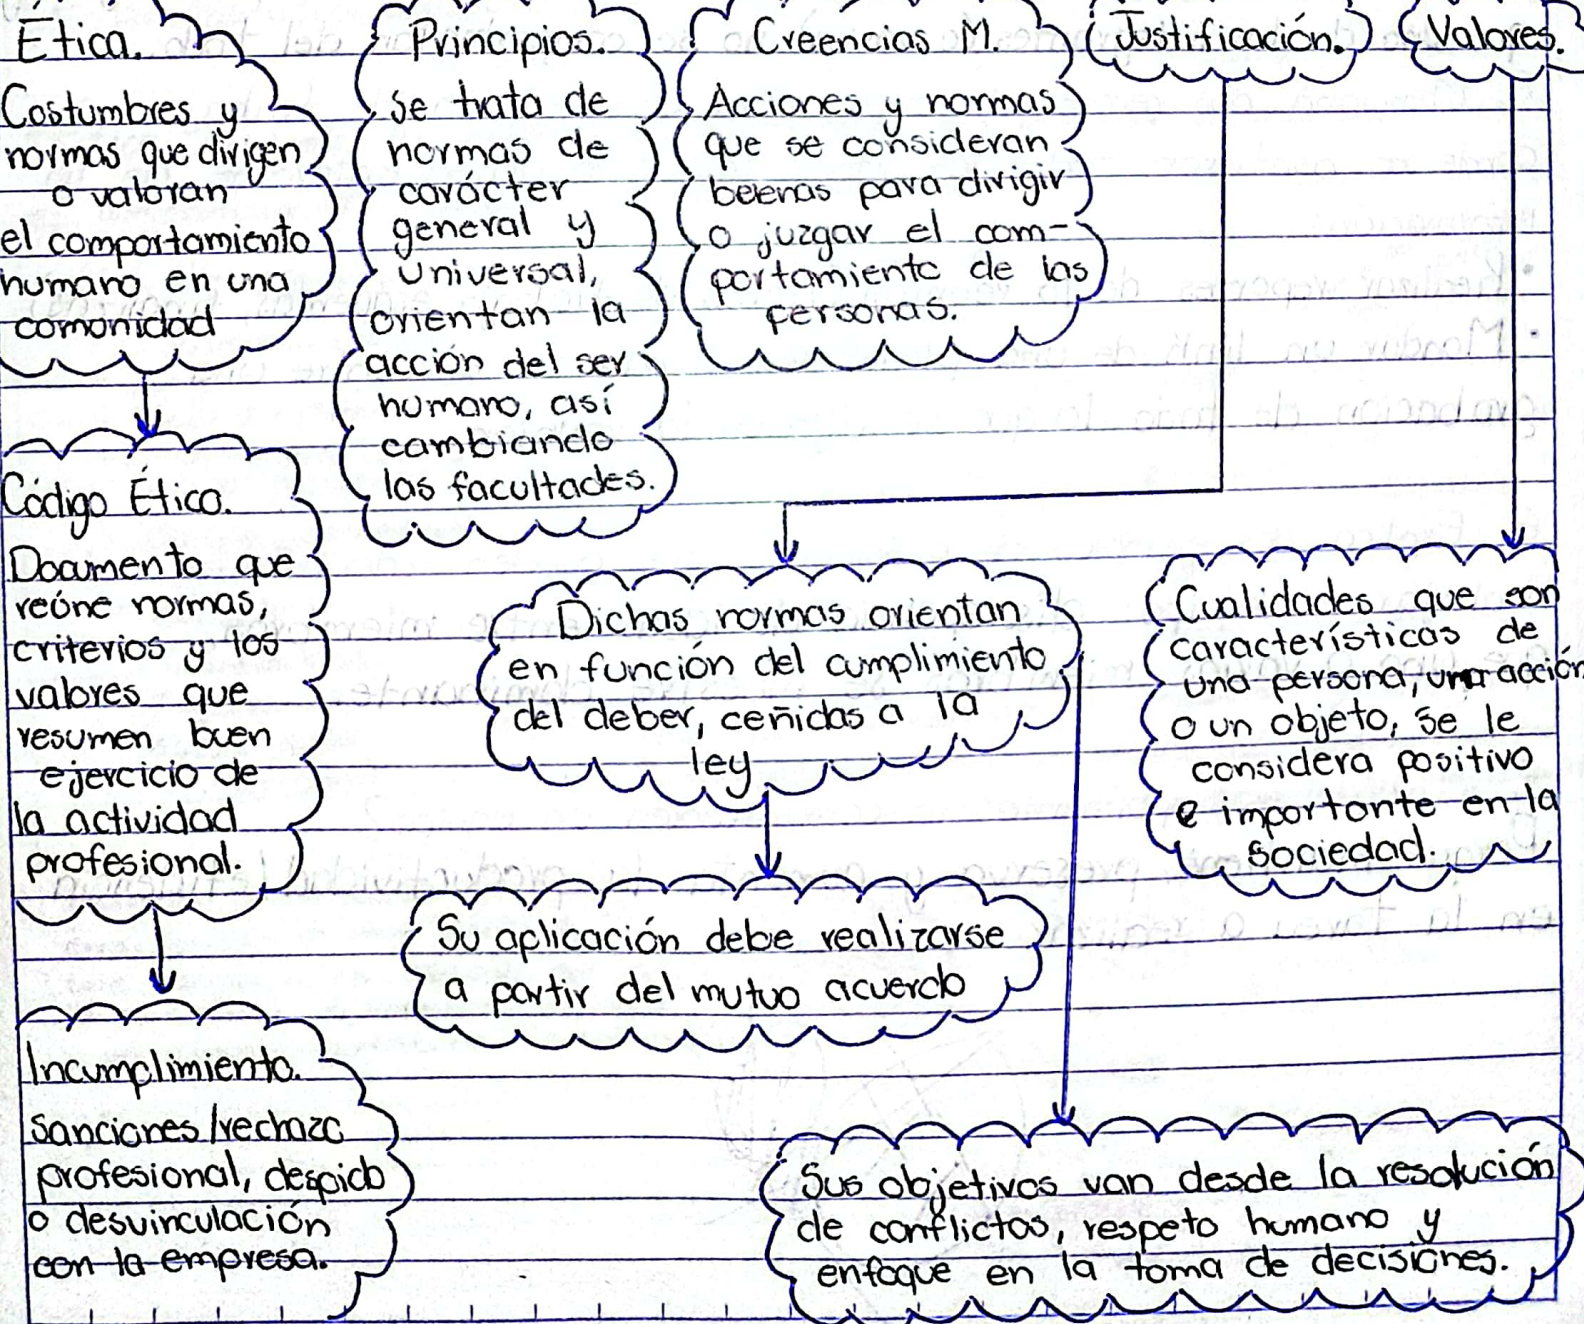 Ética.
Costumbres y
normas que dirigen
o valoran
el comportamiento
humano en una
comunidad
Principios.
Se trata de
normas de
carácter
general y
universal,
orientan la
acción del ser
humano, así
cambiando
las facultades.
Creencias M.
Acciones y normas
que se consideran
buenas para dirigir
o juzgar el com-
portamiento de las
personas.
Justificación.
Valores.
Código Ético.
Documento que
reúne normas,
criterios y los
valores que
resumen buen
ejercicio de
la actividad
profesional.
Dichas normas orientan
en función del cumplimiento
del deber, ceñidas a la
ley
Cualidades que son
características de
una persona, una acción
o un objeto, se le
considera positivo
e importante en la
sociedad.
Su aplicación debe realizarse
a partir del mutuo acuerdo
Incumplimiento.
Sanciones/rechazo
profesional, despido
o desvinculación
con la empresa.
Sus objetivos van desde la resolución
de conflictos, respeto humano y
enfoque en la toma de decisiones.